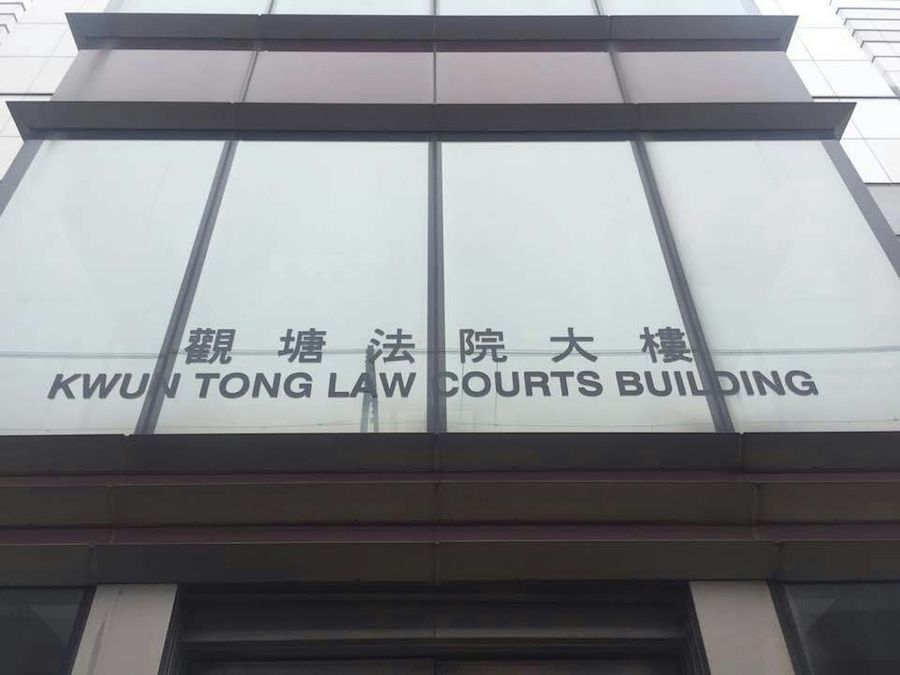 觀塘法院大樓
KWUN TONG LAW COURTS BUILDING